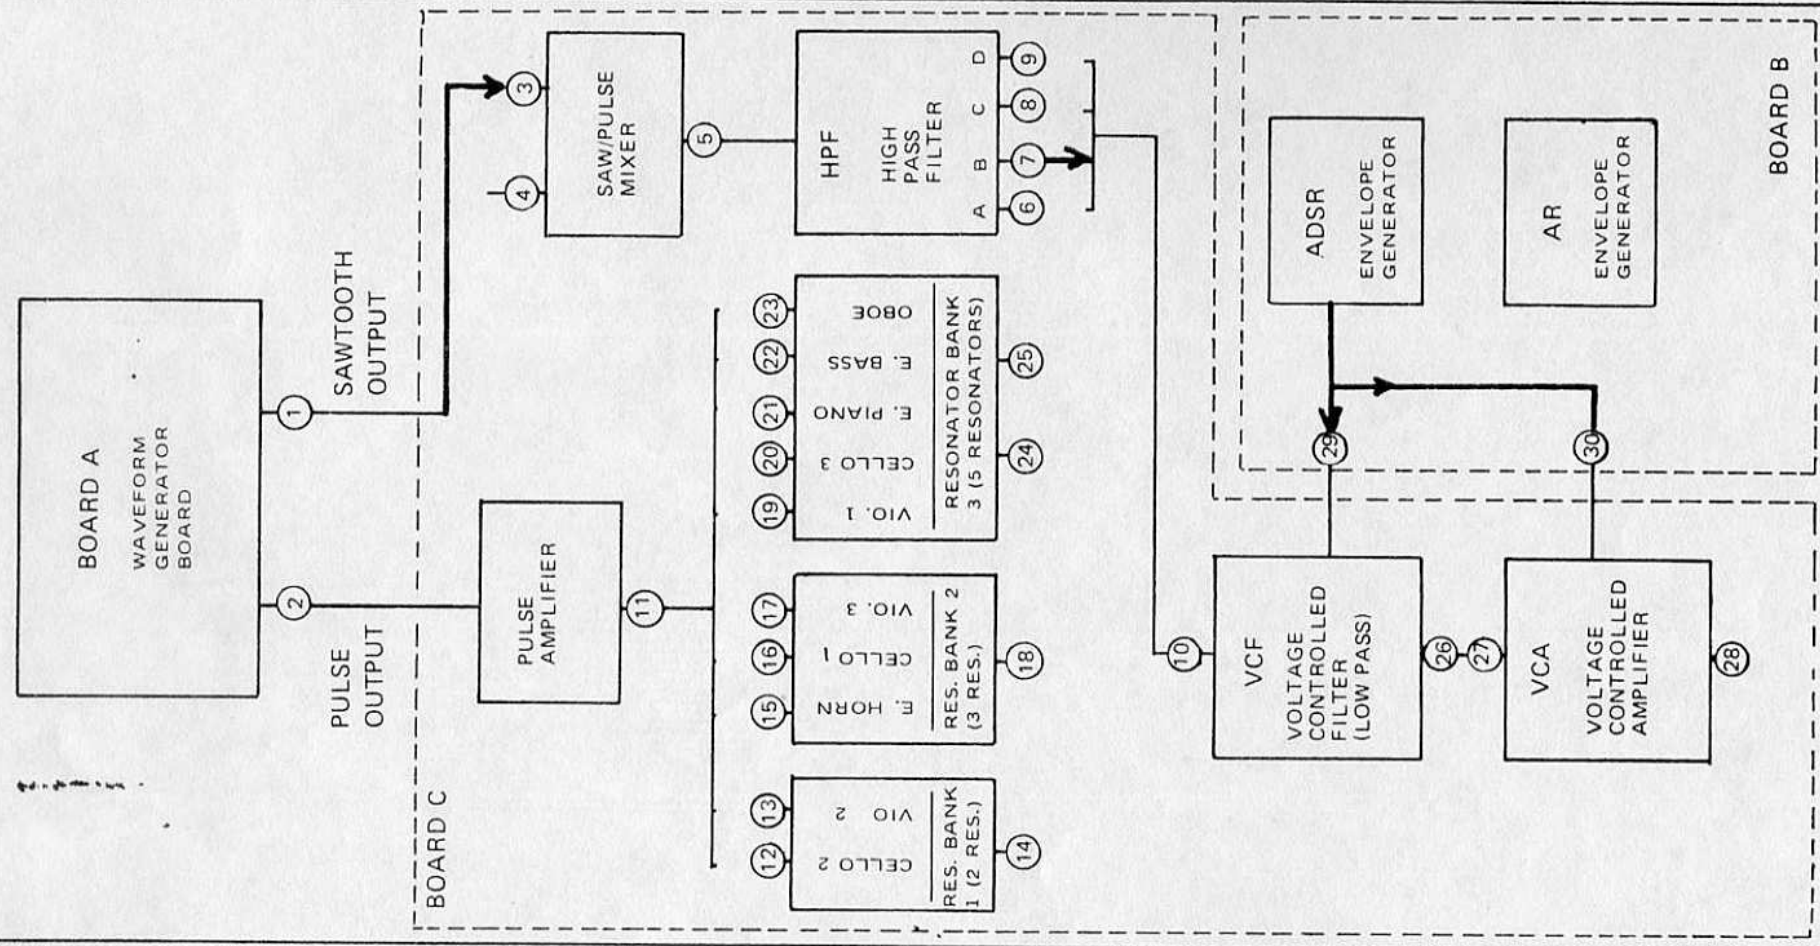 BOARD A
WAVEFORM
GENERATOR
BOARD
1
2
SAWTOOTH
OUTPUT
PULSE
OUTPUT
BOARD C
3
4
SAW/PULSE
MIXER
5
HPF
HIGH
PASS
FILTER
A
B
C
D
6
7
8
9
PULSE
AMPLIFIER
11
12
13
CELLO 2
VIO 2
RES. BANK
1 (2 RES.)
14
15
16
17
E. HORN
CELLO 1
VIO. 3
RES. BANK 2
(3 RES.)
18
19
20
21
22
23
VIO. 1
CELLO 3
E. PIANO
E. BASS
OBOE
RESONATOR BANK
3 (5 RESONATORS)
24
25
10
VCF
VOLTAGE
CONTROLLED
FILTER
(LOW PASS)
26
27
VCA
VOLTAGE
CONTROLLED
AMPLIFIER
28
29
30
ADSR
ENVELOPE
GENERATOR
AR
ENVELOPE
GENERATOR
BOARD B